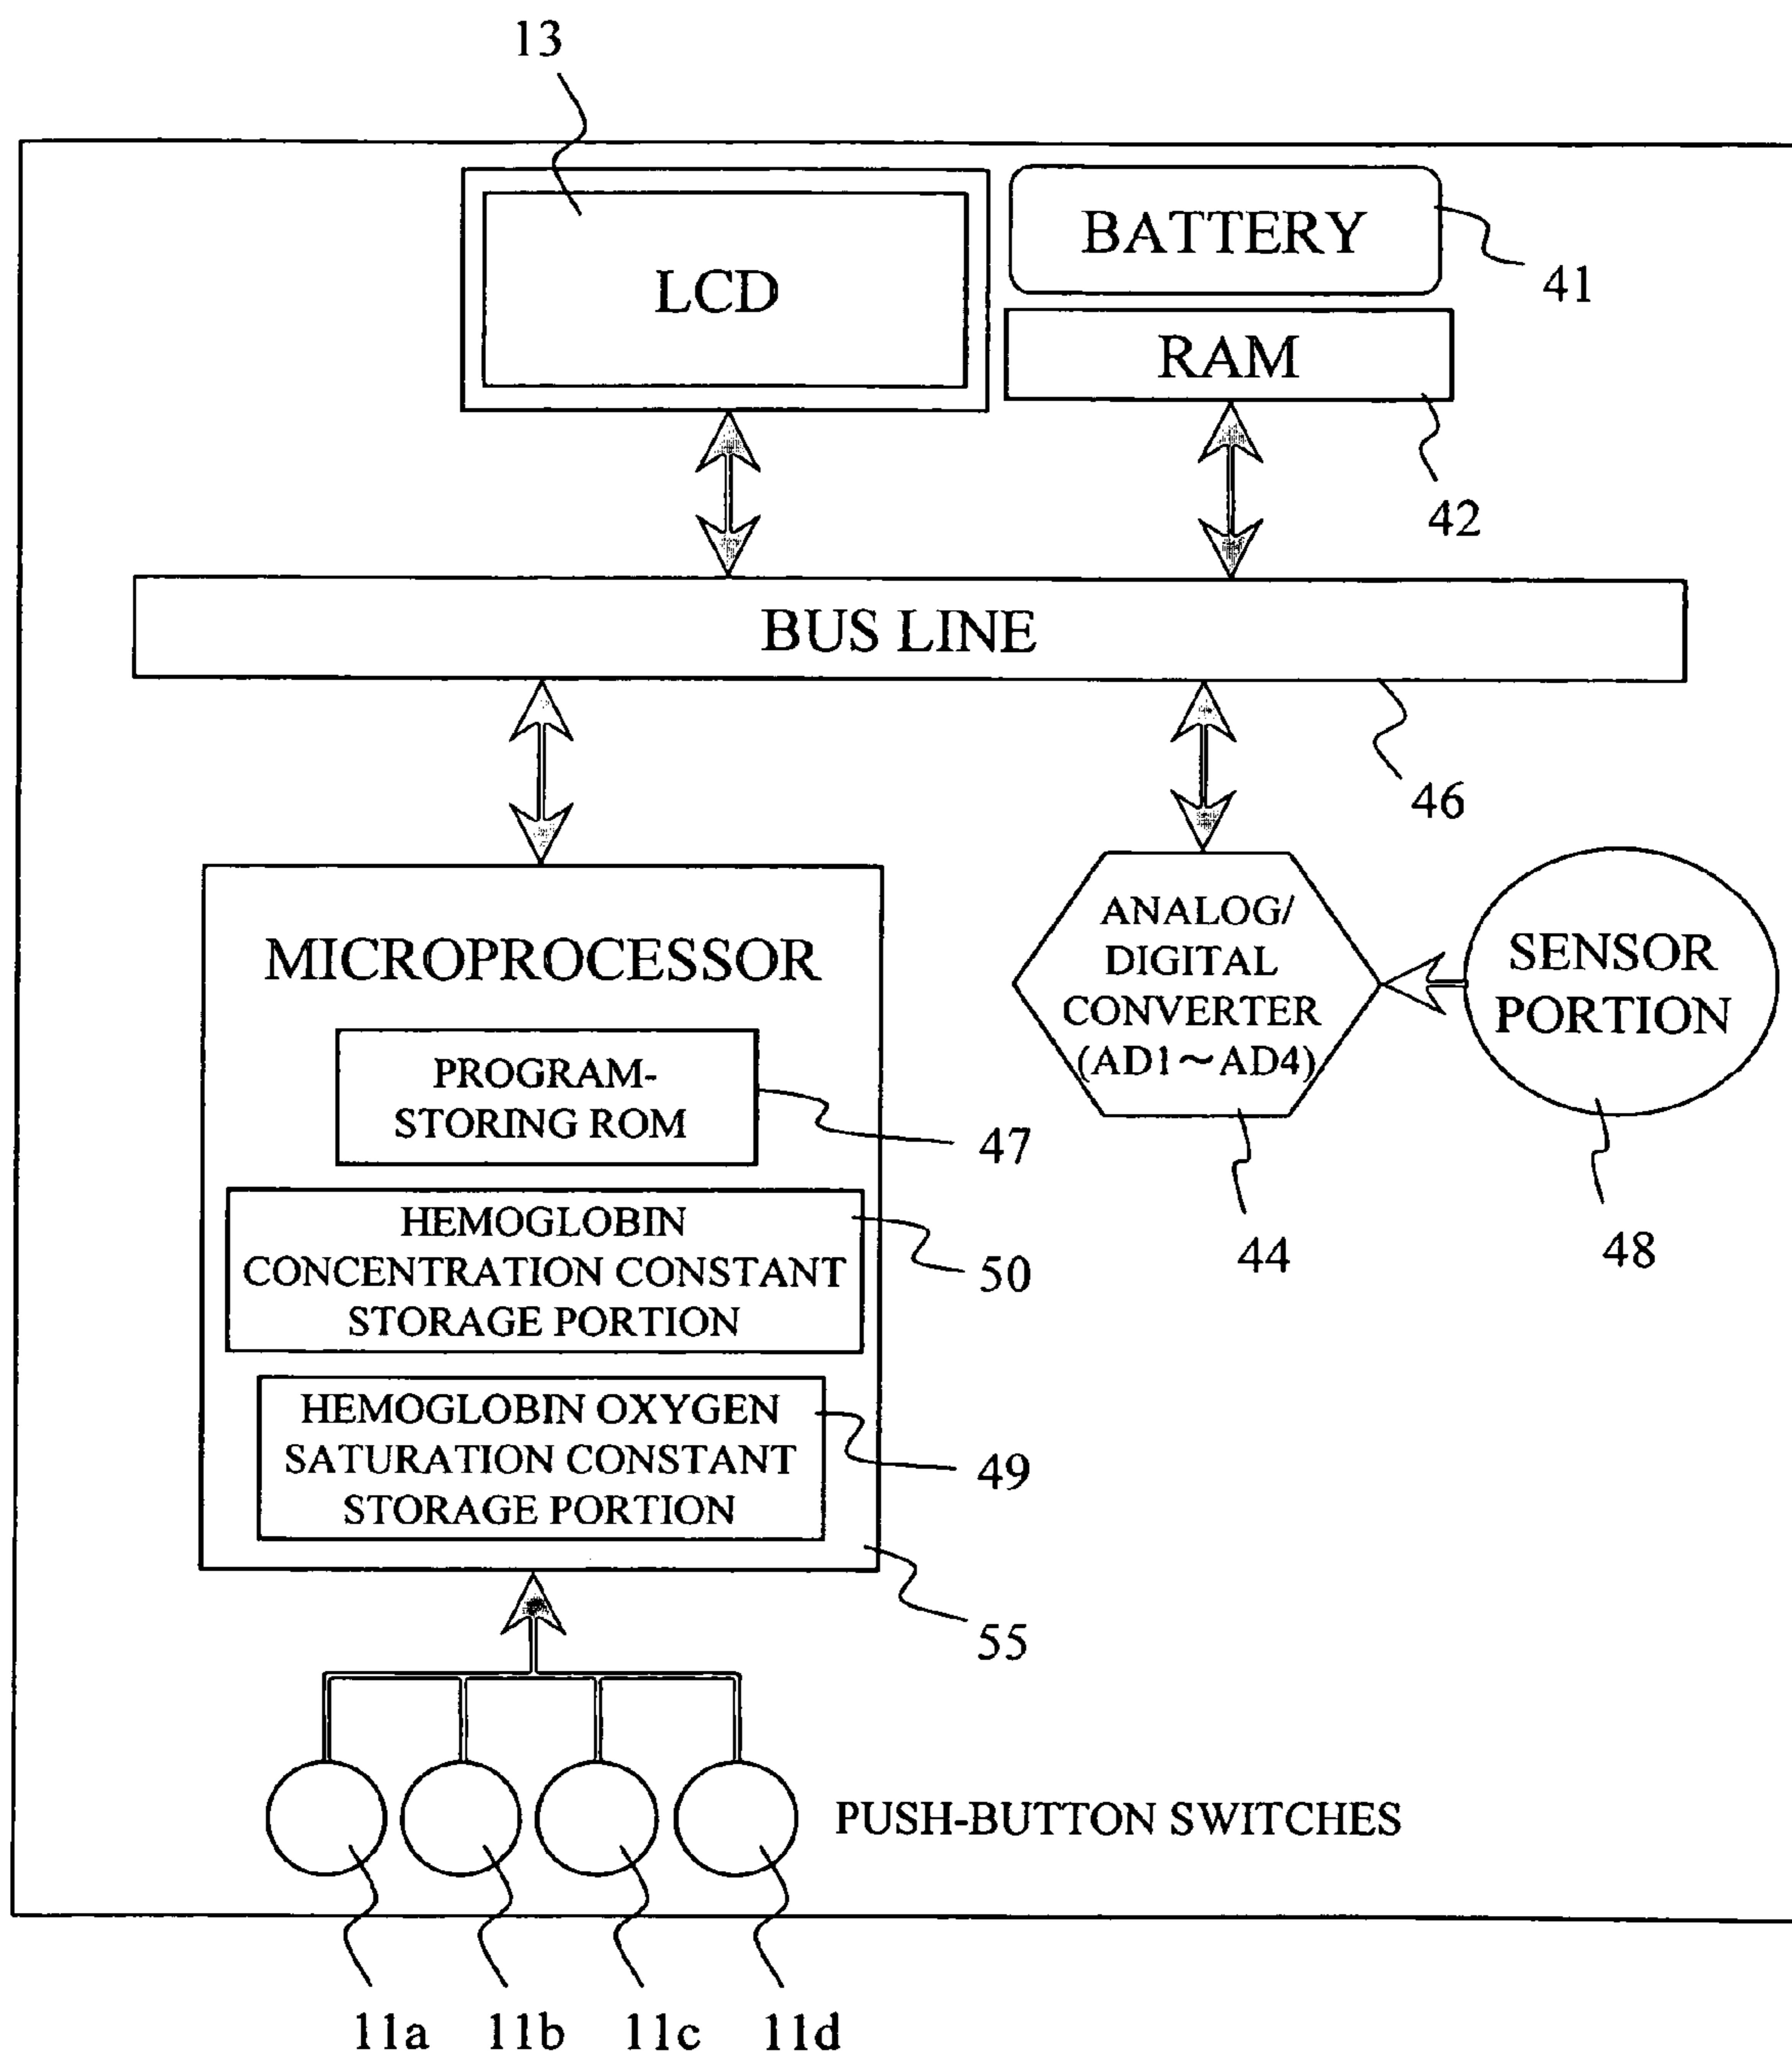 13
LCD
BATTERY
41
RAM
42
BUS LINE
46
MICROPROCESSOR
PROGRAM-
STORING ROM
47
HEMOGLOBIN
CONCENTRATION CONSTANT
STORAGE PORTION
50
HEMOGLOBIN OXYGEN
SATURATION CONSTANT
STORAGE PORTION
49
55
ANALOG/
DIGITAL
CONVERTER
(AD1～AD4)
44
SENSOR
PORTION
48
PUSH-BUTTON SWITCHES
11a
11b
11c
11d